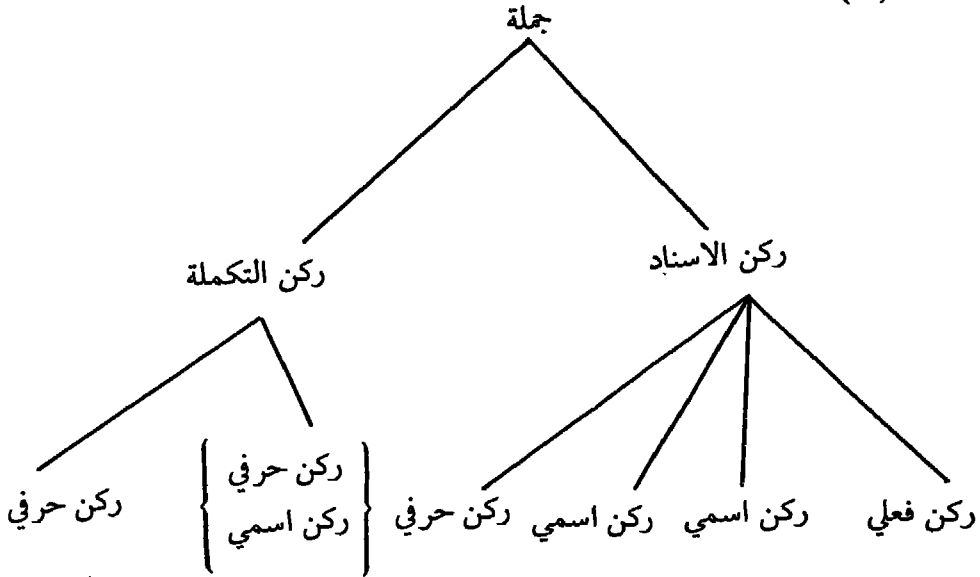 جملة
ركن الاسناد
ركن التكملة
ركن فعلي
ركن اسمي
ركن اسمي
ركن حرفي
ركن حرفي
ركن اسمي
ركن حرفي